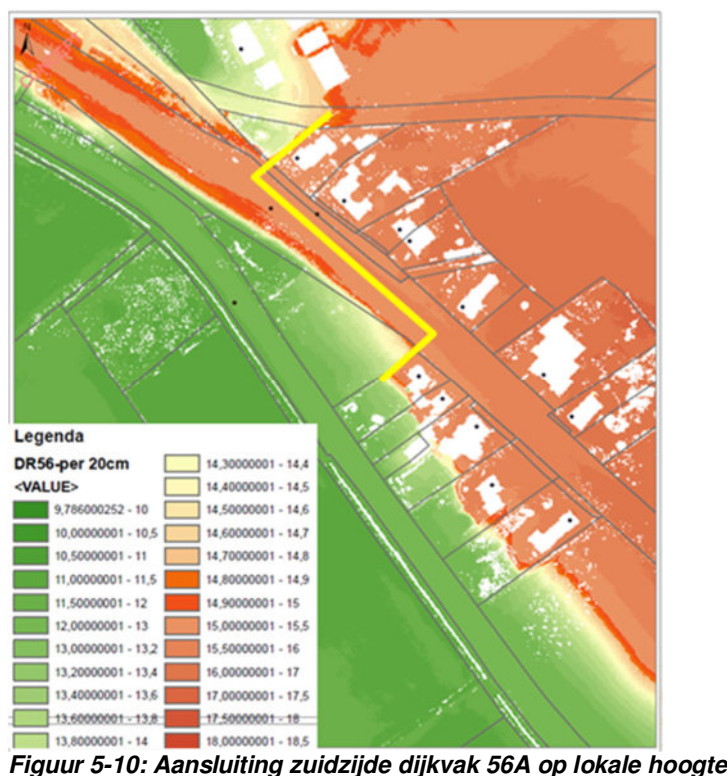 Legenda
DR56-per 20cm
<VALUE>
9,786000252 - 10
10,00000001 - 10,5
10,50000001 - 11
11,00000001 - 11,5
11,50000001 - 12
12,00000001 - 13
13,00000001 - 13,2
13,20000001 - 13,4
13,40000001 - 13,6
13,60000001 - 13,8
13,80000001 - 14
14,30000001 - 14,4
14,40000001 - 14,5
14,50000001 - 14,6
14,60000001 - 14,7
14,70000001 - 14,8
14,80000001 - 14,9
14,90000001 - 15
15,00000001 - 15,5
15,50000001 - 16
16,00000001 - 17
17,00000001 - 17,5
17,50000001 - 18
18,00000001 - 18,5
Figuur 5-10: Aansluiting zuidzijde dijkvak 56A op lokale hoogte